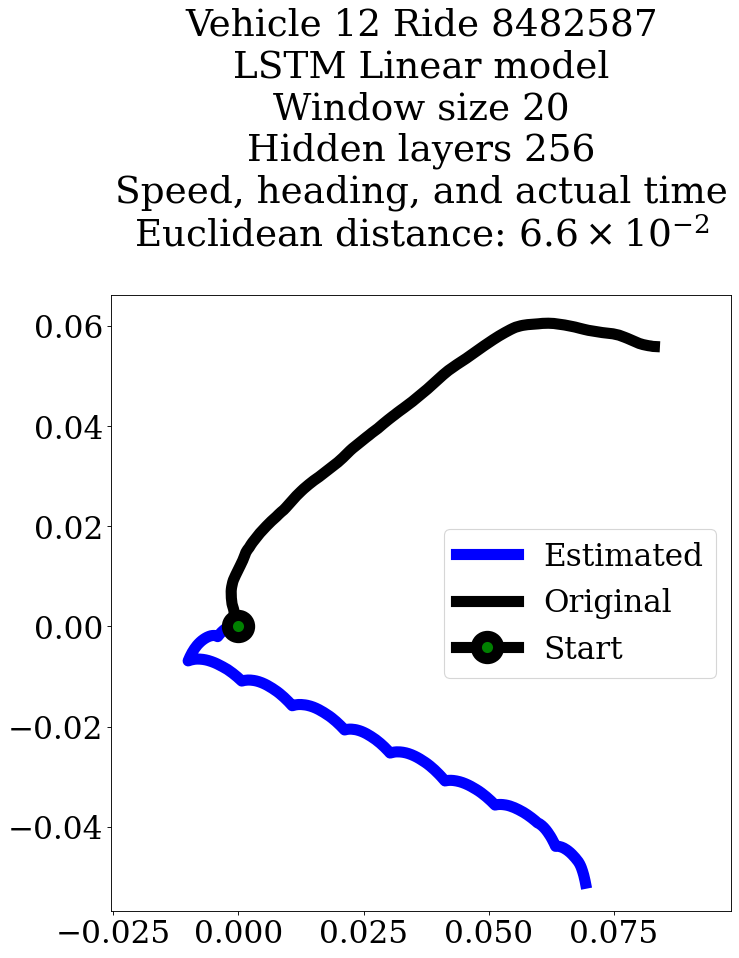 Vehicle 12 Ride 8482587
LSTM Linear model
Window size 20
Hidden layers 256
Speed, heading, and actual time
Euclidean distance: 6.6 × 10⁻²
0.06
0.04
0.02
0.00
−0.02
−0.04
Estimated
Original
Start
−0.025 0.000 0.025 0.050 0.075